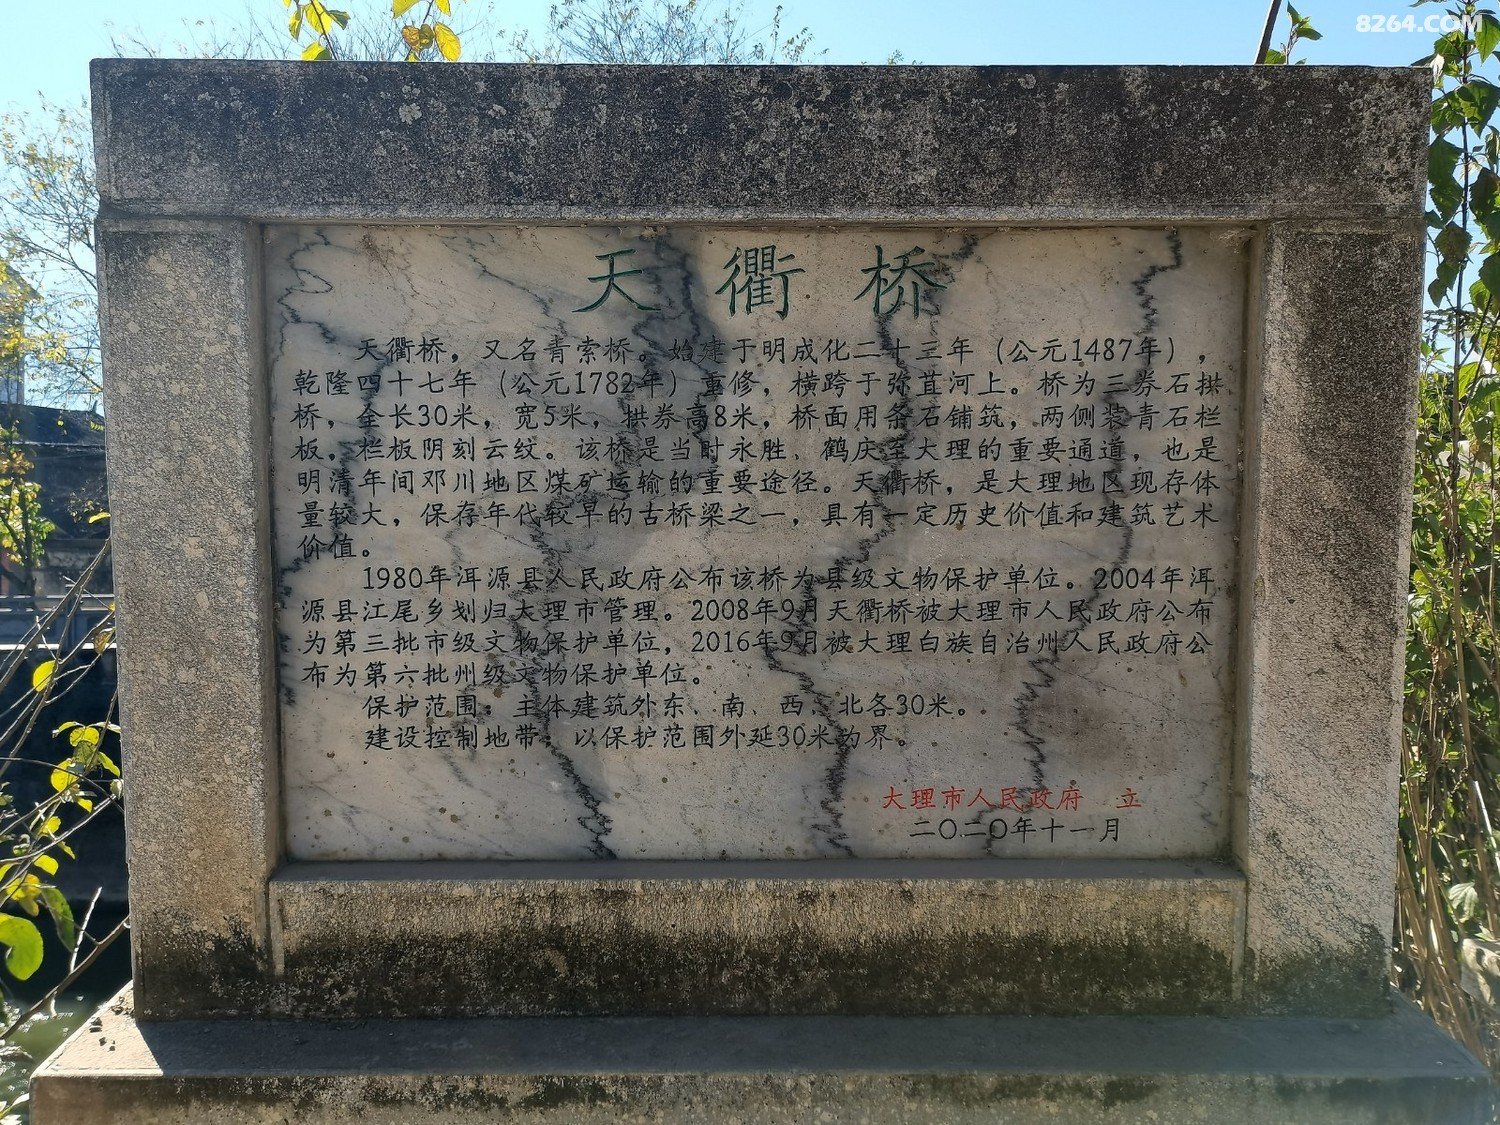 8264.COM
天衢桥
天衢桥，又名青索桥。始建于明成化二十三年（公元1487年），
乾隆四十七年（公元1782年）重修，横跨于弥苴河上。桥为三券石拱
桥，全长30米，宽5米，拱券高8米，桥面用条石铺筑，两侧装青石栏
板，栏板阴刻云纹。该桥是当时永胜、鹤庆至大理的重要通道，也是
明清年间邓川地区煤矿运输的重要途径。天衢桥，是大理地区现存体
量较大，保存年代较早的古桥梁之一，具有一定历史价值和建筑艺术
价值。
1980年洱源县人民政府公布该桥为县级文物保护单位。2004年洱
源县江尾乡划归大理市管理。2008年9月天衢桥被大理市人民政府公布
为第三批市级文物保护单位，2016年9月被大理白族自治州人民政府公
布为第六批州级文物保护单位。
保护范围：主体建筑外东、南、西、北各30米。
建设控制地带：以保护范围外延30米为界。
大理市人民政府 立
二〇二〇年十一月